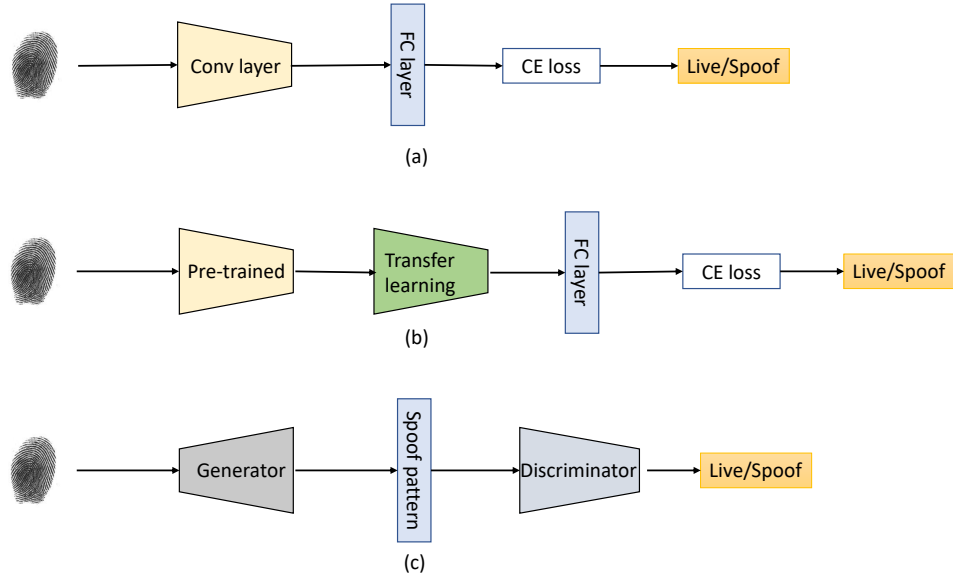 Conv layer
FC layer
CE loss
Live/Spoof
(a)
Pre-trained
Transfer
learning
FC layer
CE loss
Live/Spoof
(b)
Generator
Spoof pattern
Discriminator
Live/Spoof
(c)